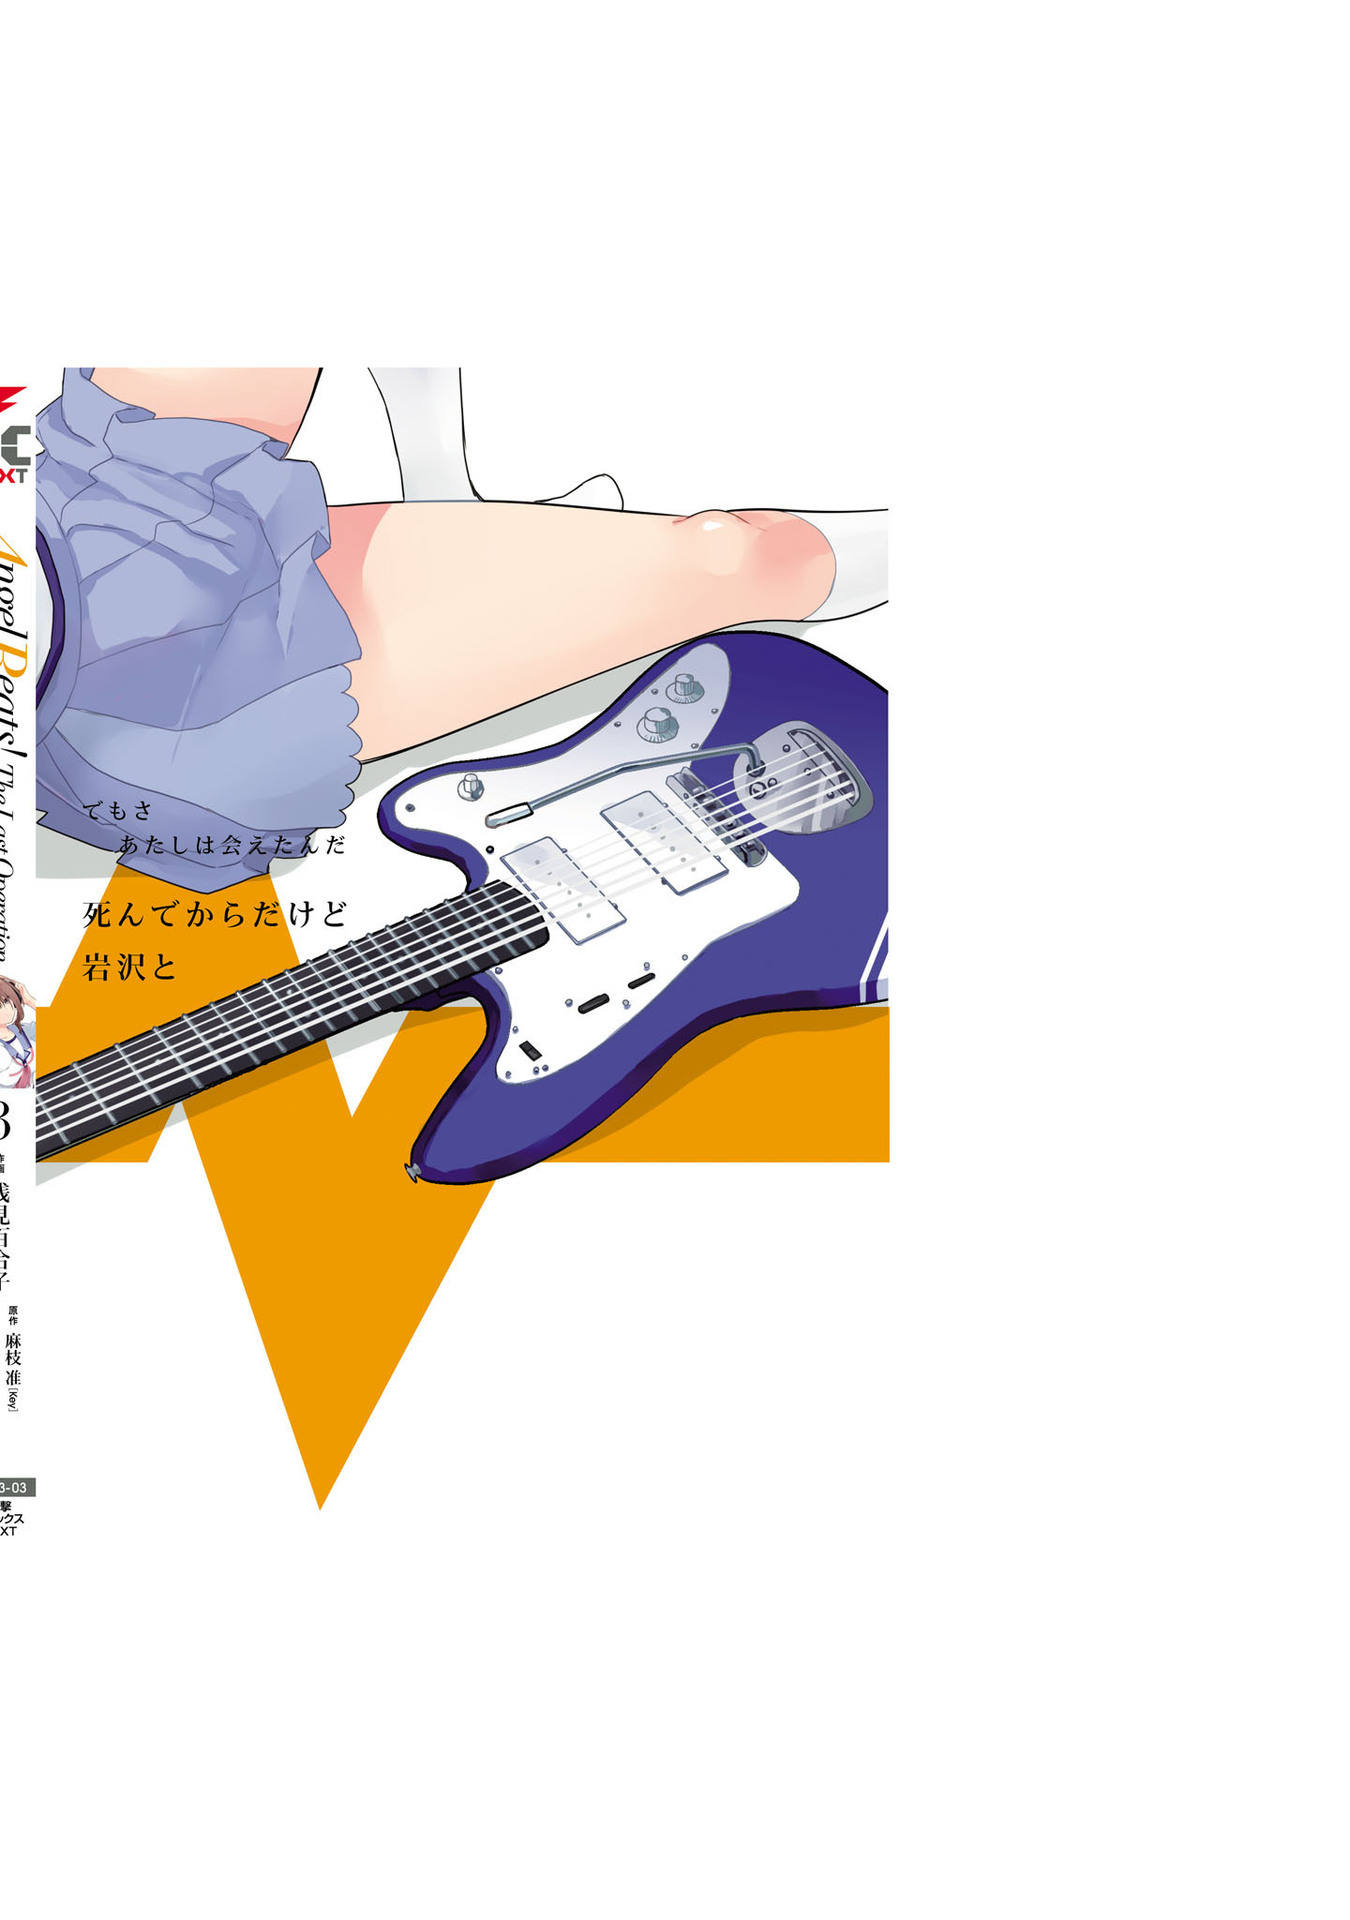 でもさ
あたしは会えたんだ
死んでからだけど
岩沢と
C
XT
Angel Beats! The Last Operation
3
作画
浅見百合子
原作
麻枝 准[Key]
3-03
撃
ックス
XT